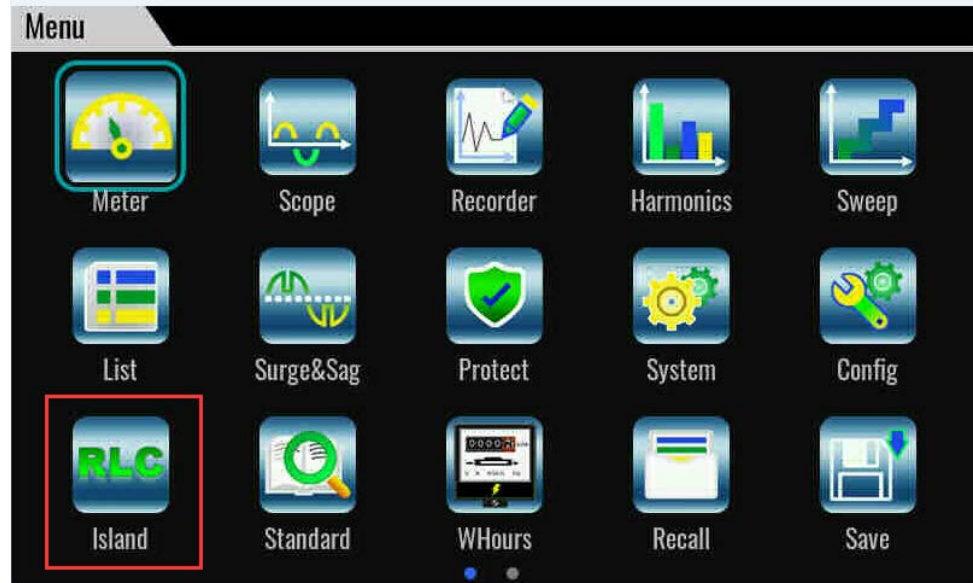 Menu
Meter Scope Recorder Harmonics Sweep
List Surge&Sag Protect System Config
RLC
Island Standard WHours Recall Save